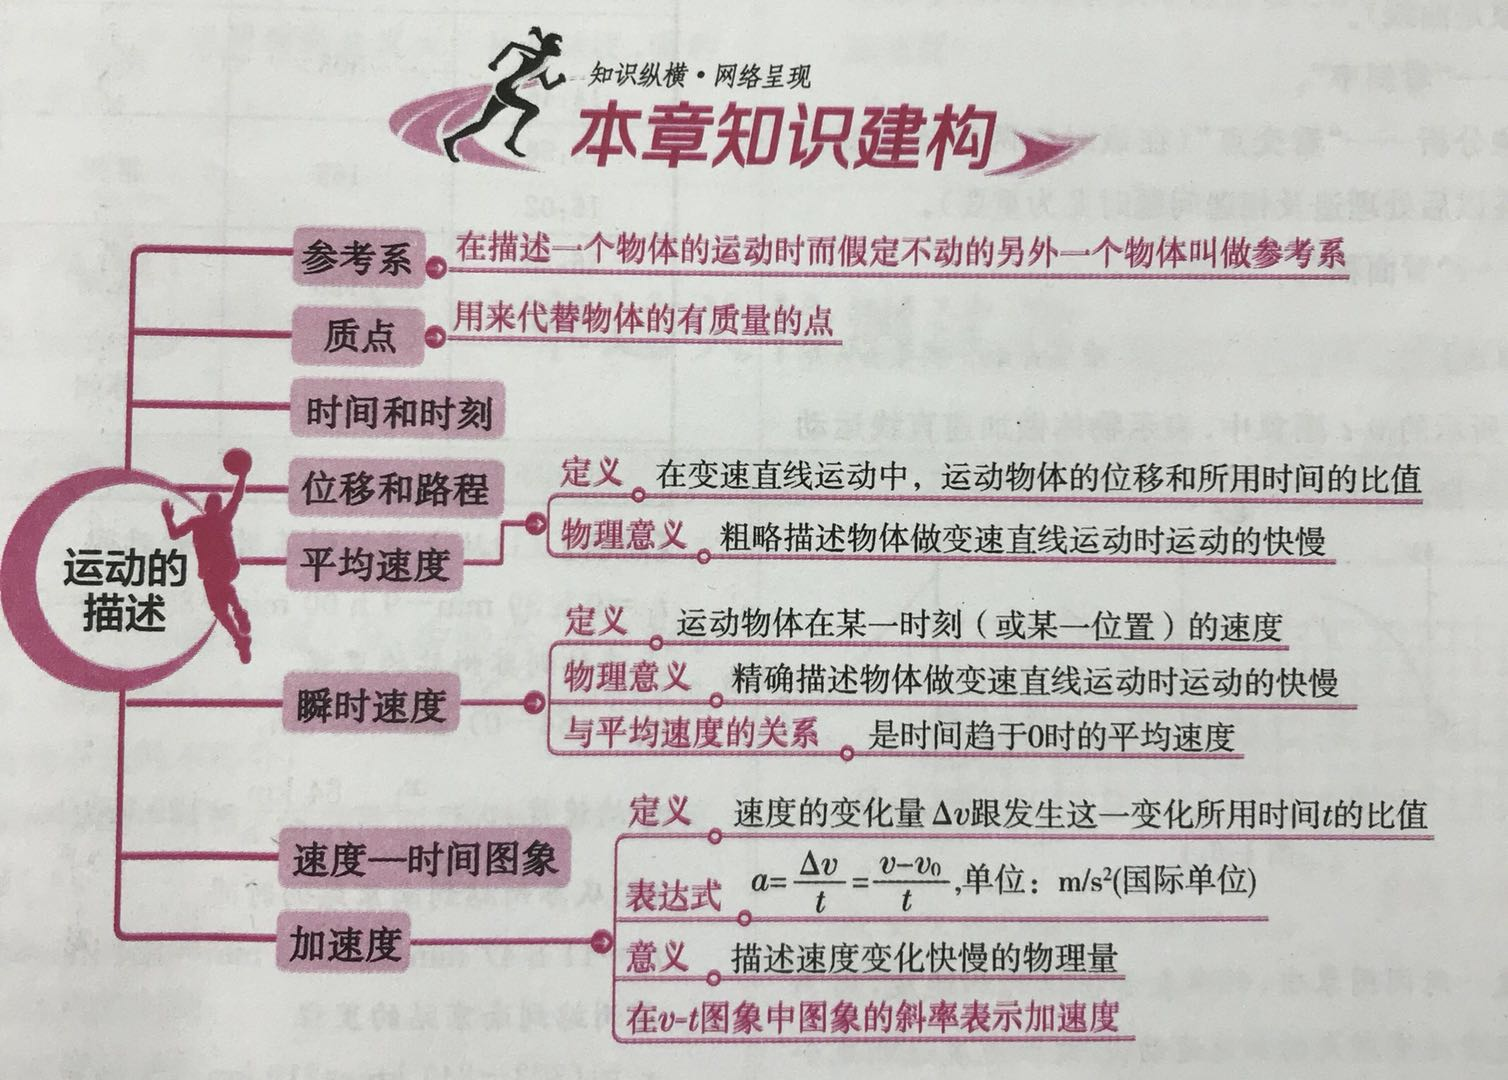 知识纵横·网络呈现
本章知识建构
运动的
描述
参考系
在描述一个物体的运动时而假定不动的另外一个物体叫做参考系
质点
用来代替物体的有质量的点
时间和时刻
位移和路程
平均速度
定义 在变速直线运动中，运动物体的位移和所用时间的比值
物理意义 粗略描述物体做变速直线运动时运动的快慢
瞬时速度
定义 运动物体在某一时刻（或某一位置）的速度
物理意义 精确描述物体做变速直线运动时运动的快慢
与平均速度的关系 是时间趋于0时的平均速度
速度—时间图象
加速度
定义 速度的变化量Δv跟发生这一变化所用时间t的比值
表达式 a=Δv/t=v-v₀/t,单位：m/s²(国际单位)
意义 描述速度变化快慢的物理量
在v-t图象中图象的斜率表示加速度